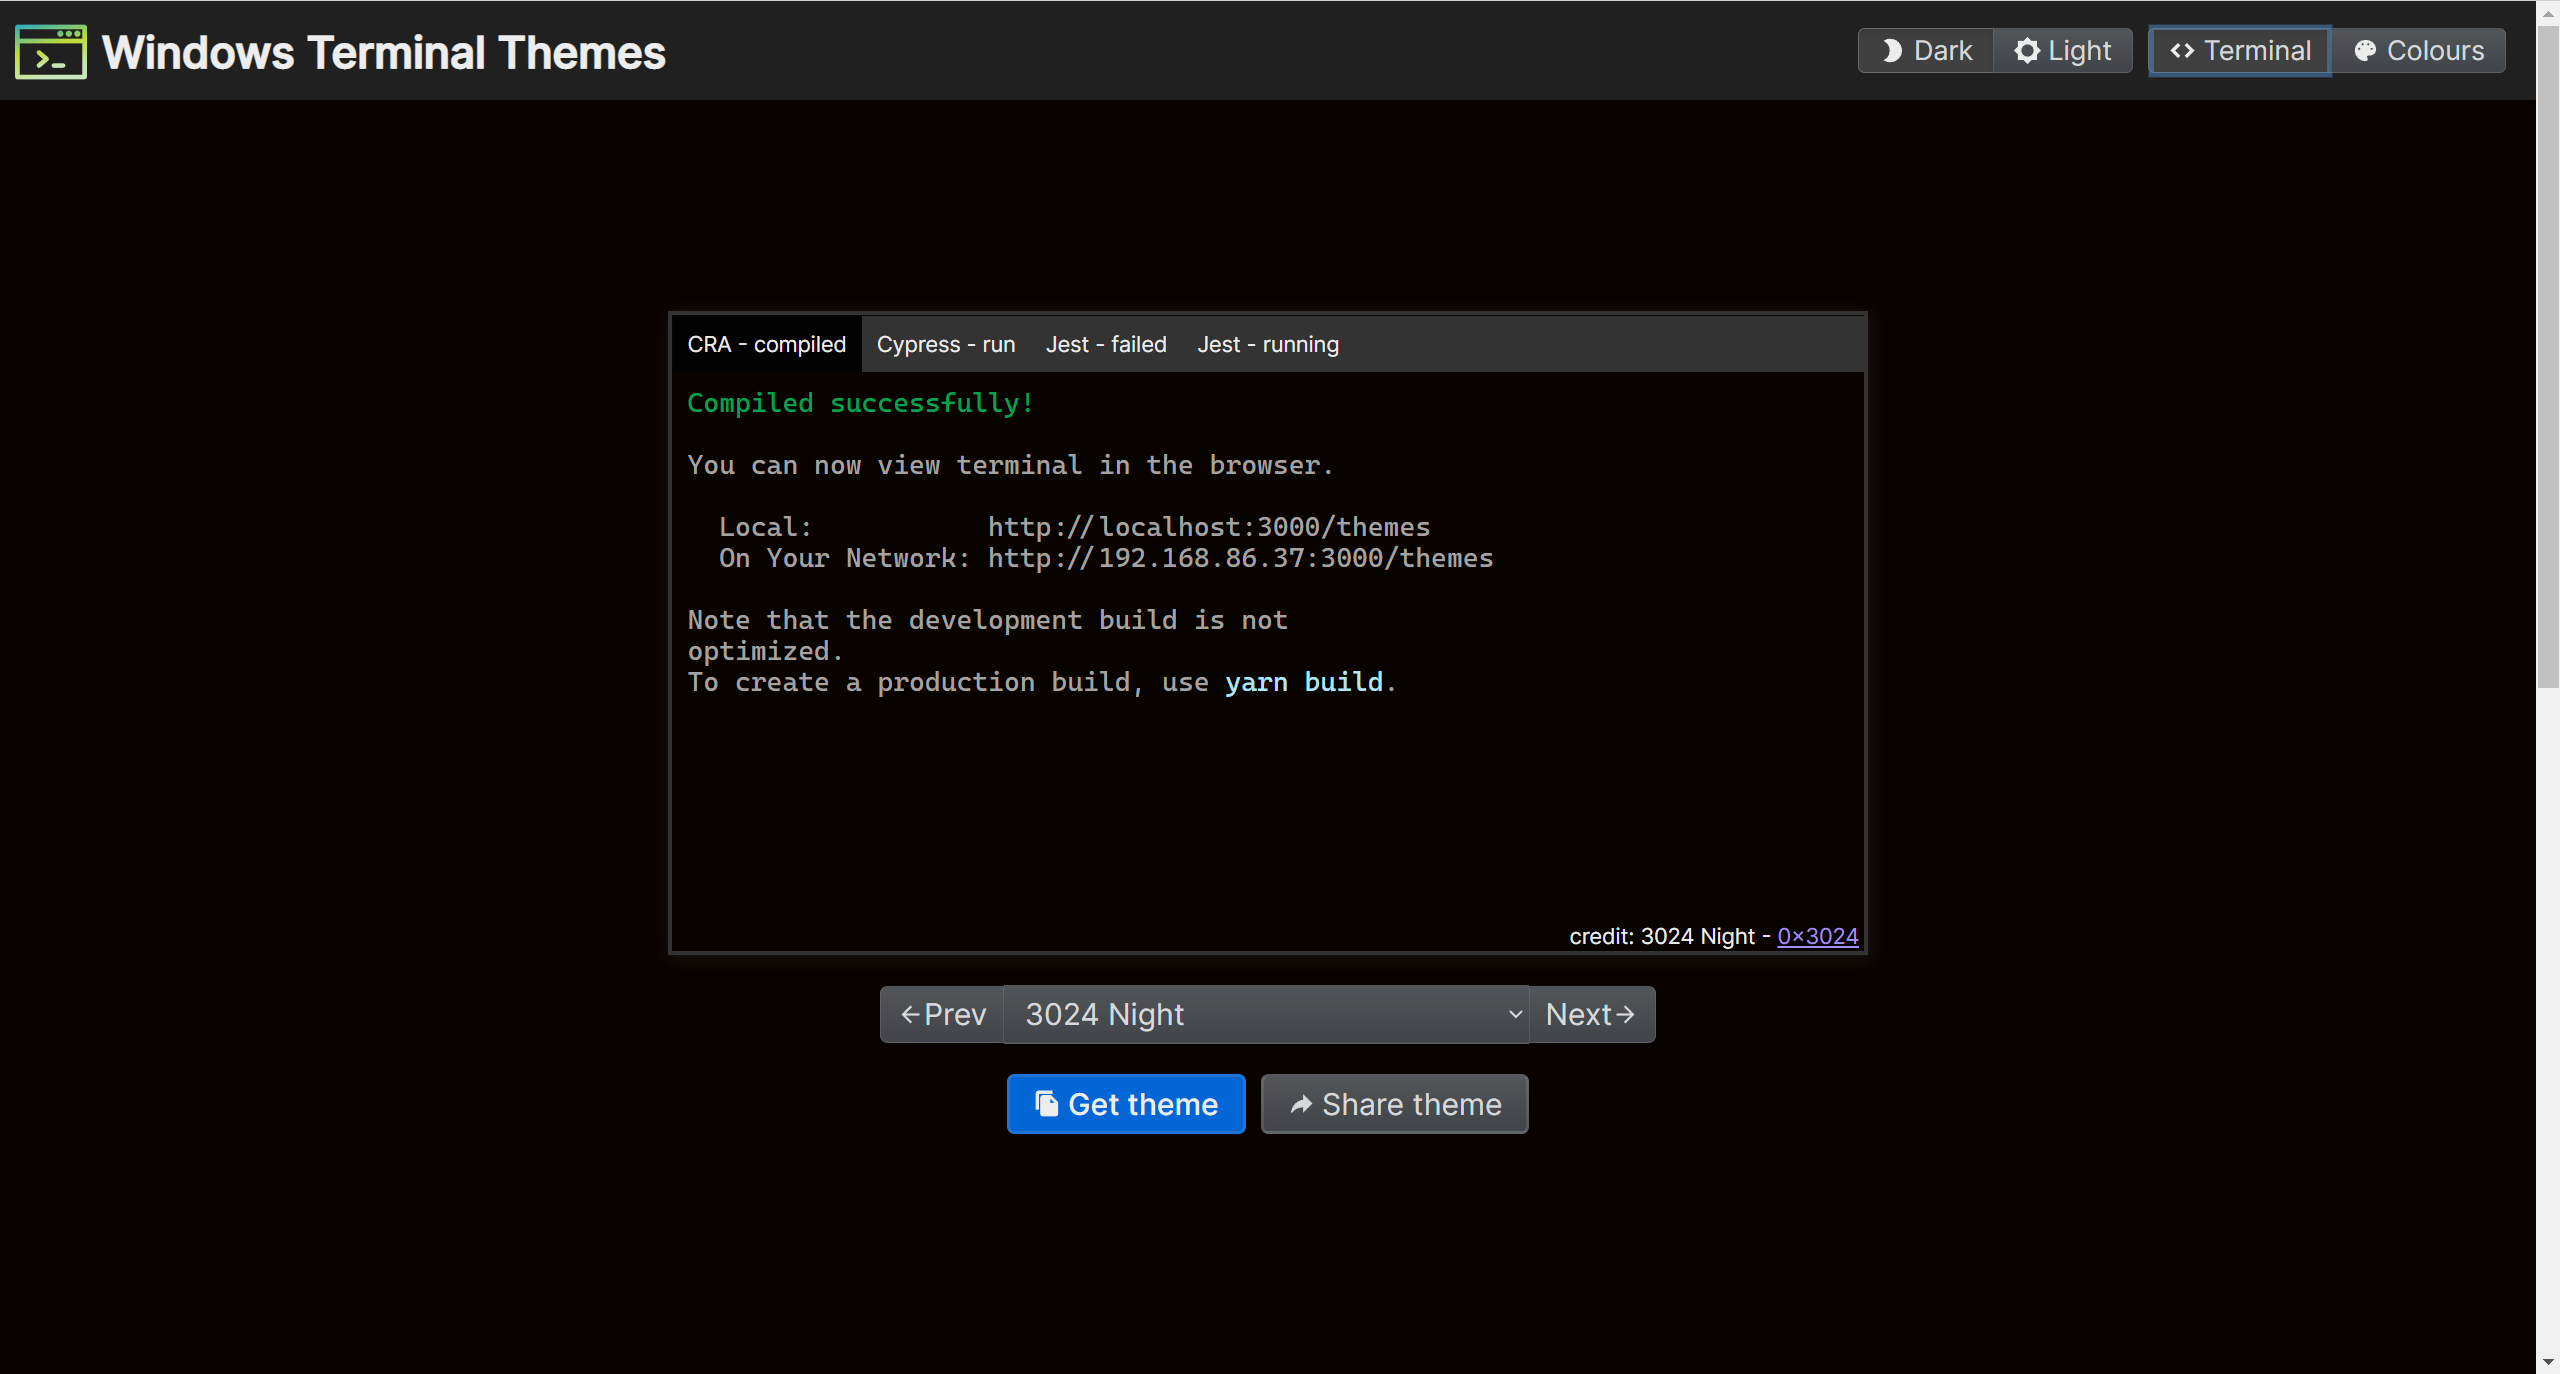 Windows Terminal Themes
Dark Light Terminal Colours
CRA - compiled Cypress - run Jest - failed Jest - running
Compiled successfully!
You can now view terminal in the browser.
Local: http://localhost:3000/themes
On Your Network: http://192.168.86.37:3000/themes
Note that the development build is not
optimized.
To create a production build, use yarn build.
credit: 3024 Night - 0x3024
←Prev 3024 Night Next→
Get theme Share theme